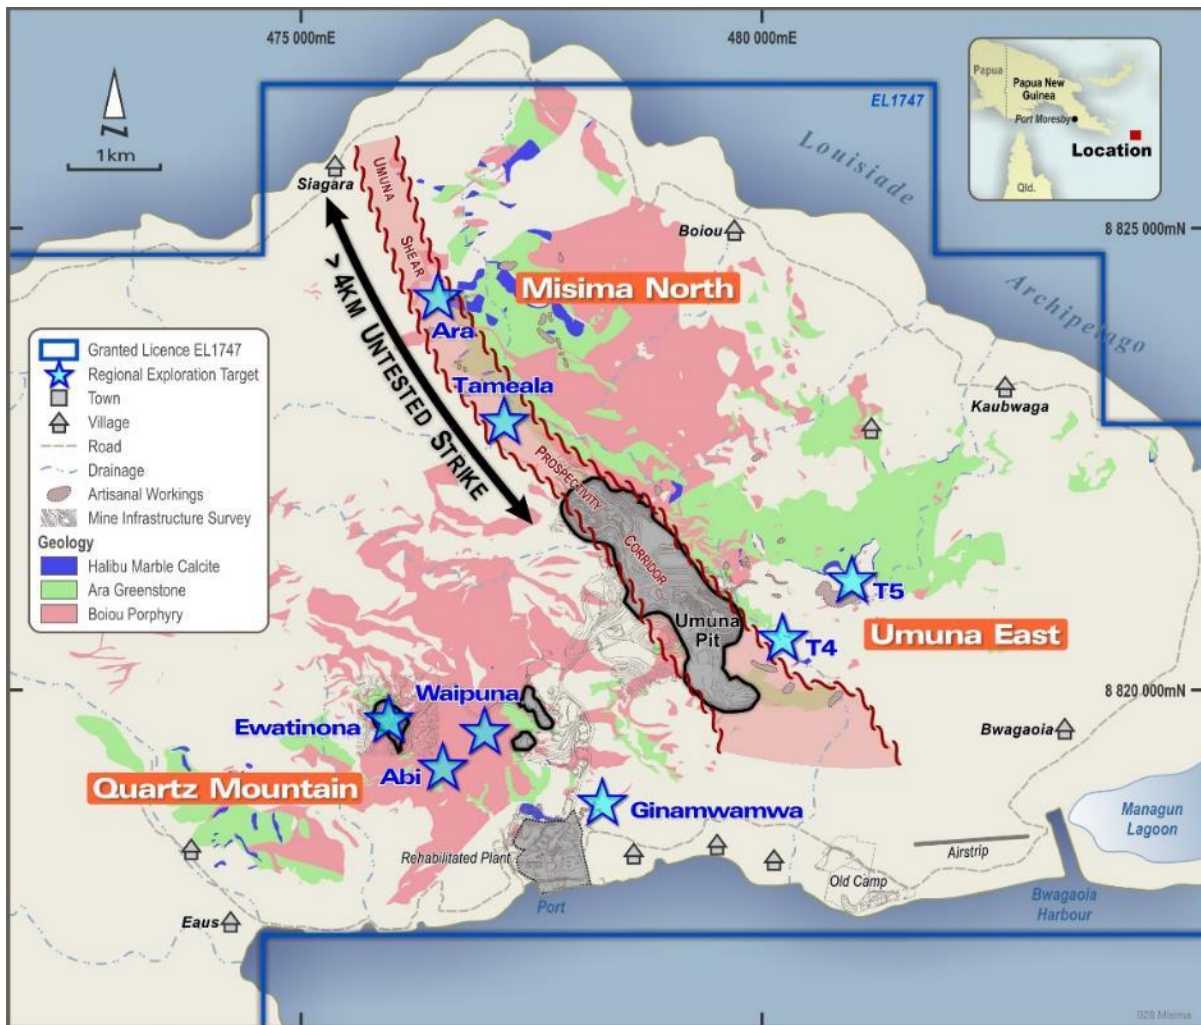 475 000mE
480 000mE
EL1747
Papua
Papua New
Guinea
Port Moresby
Location
Qld.
N
1km
Louisiade
Archipelago
8 825 000mN
Siagara
UMUNA
SHEAR
PROSPECTIVITY
CORRIDOR
> 4KM UNTESTED STRIKE
Boiou
Misima North
Ara
Tameala
Kaubwaga
Granted Licence EL1747
Regional Exploration Target
Town
Village
Road
Drainage
Artisanal Workings
Mine Infrastructure Survey
Geology
Halibu Marble Calcite
Ara Greenstone
Boiou Porphyry
T5
Umuna East
T4
Umuna
Pit
8 820 000mN
Waipuna
Ewatinona
Abi
Quartz Mountain
Ginamwamwa
Bwagaoia
Managun
Lagoon
Rehabilitated Plant
Airstrip
Old Camp
Port
Bwagaoia
Harbour
Eaus
028 Misima